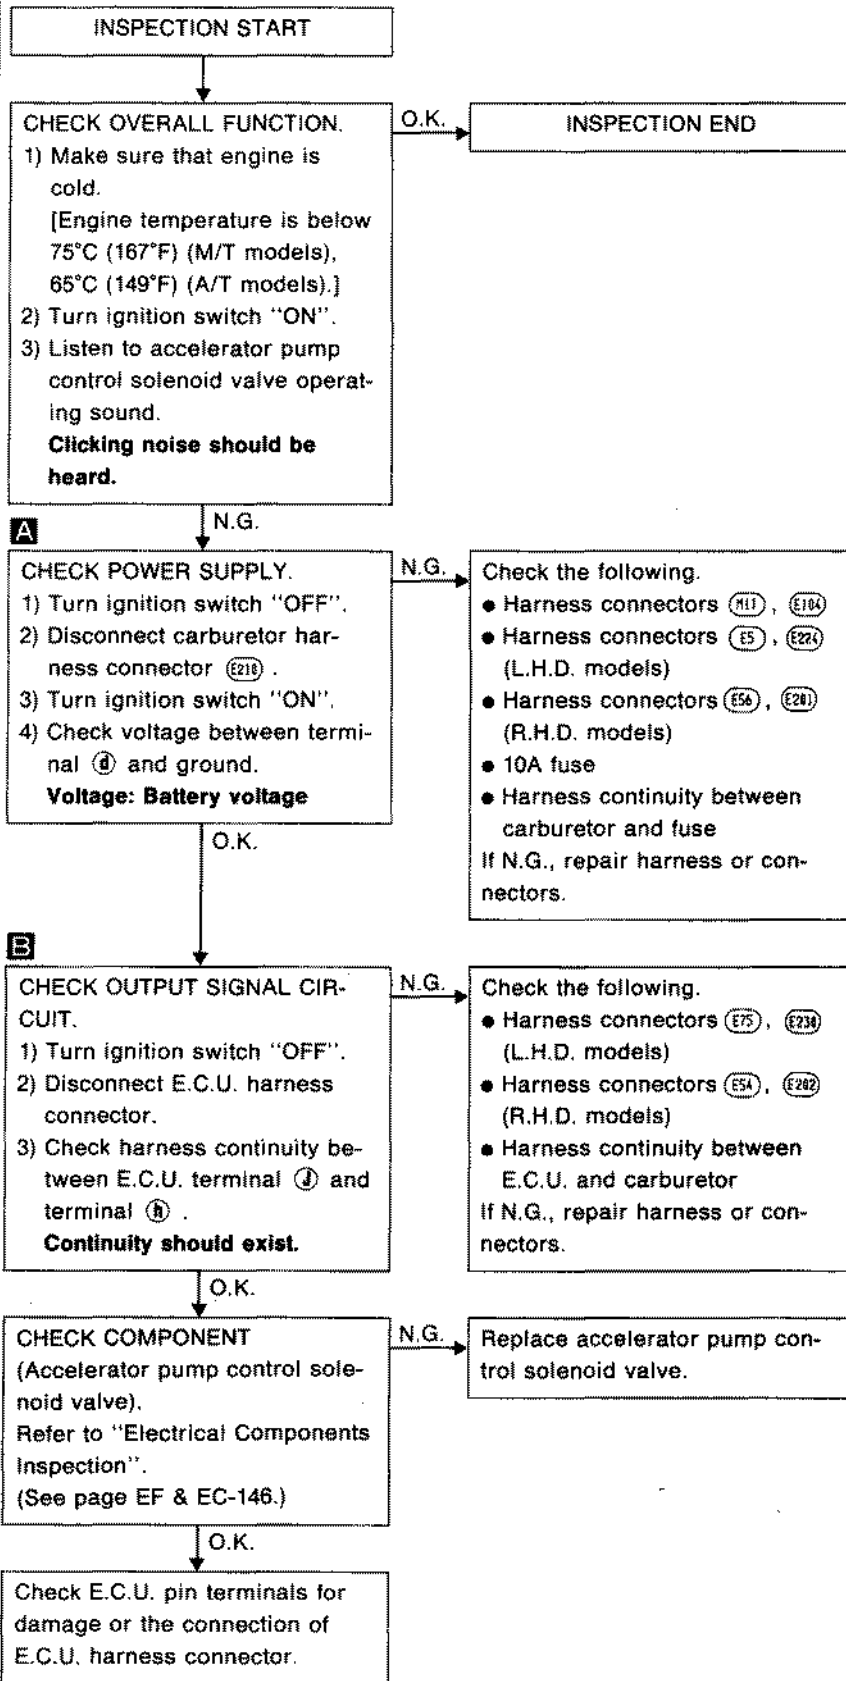 INSPECTION START
CHECK OVERALL FUNCTION.
1) Make sure that engine is
cold.
[Engine temperature is below
75°C (167°F) (M/T models),
65°C (149°F) (A/T models).]
2) Turn ignition switch "ON".
3) Listen to accelerator pump
control solenoid valve operat-
ing sound.
Clicking noise should be
heard.
O.K.
INSPECTION END
N.G.
A
CHECK POWER SUPPLY.
1) Turn ignition switch "OFF".
2) Disconnect carburetor har-
ness connector .
3) Turn ignition switch "ON".
4) Check voltage between termi-
nal d and ground.
Voltage: Battery voltage
N.G.
Check the following.
● Harness connectors , E104
● Harness connectors E5 , E224
(L.H.D. models)
● Harness connectors E56 , E201
(R.H.D. models)
● 10A fuse
● Harness continuity between
carburetor and fuse
If N.G., repair harness or con-
nectors.
O.K.
B
CHECK OUTPUT SIGNAL CIR-
CUIT.
1) Turn ignition switch "OFF".
2) Disconnect E.C.U. harness
connector.
3) Check harness continuity be-
tween E.C.U. terminal and
terminal h .
Continuity should exist.
N.G.
Check the following.
● Harness connectors E75 ,
(L.H.D. models)
● Harness connectors E54 , E202
(R.H.D. models)
● Harness continuity between
E.C.U. and carburetor
If N.G., repair harness or con-
nectors.
O.K.
CHECK COMPONENT
(Accelerator pump control sole-
noid valve).
Refer to "Electrical Components
Inspection".
(See page EF & EC-146.)
N.G.
Replace accelerator pump con-
trol solenoid valve.
O.K.
Check E.C.U. pin terminals for
damage or the connection of
E.C.U. harness connector.